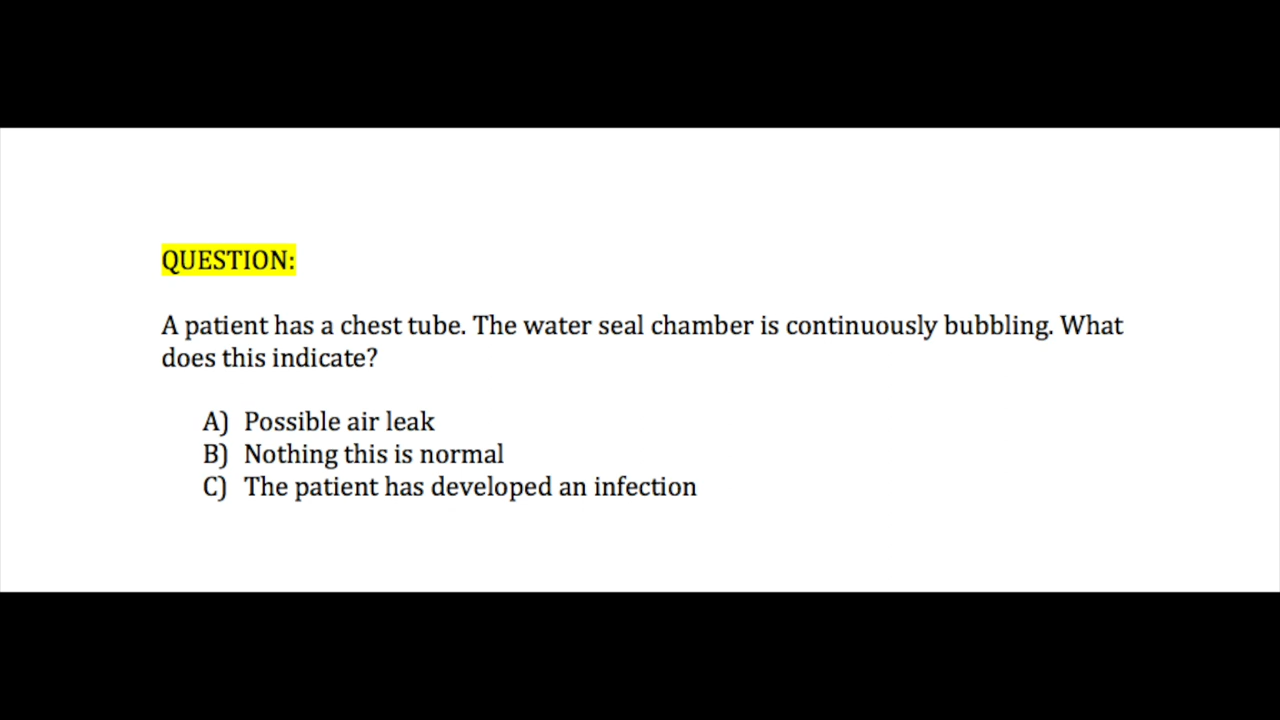 QUESTION:
A patient has a chest tube. The water seal chamber is continuously bubbling. What
does this indicate?
A) Possible air leak
B) Nothing this is normal
C) The patient has developed an infection